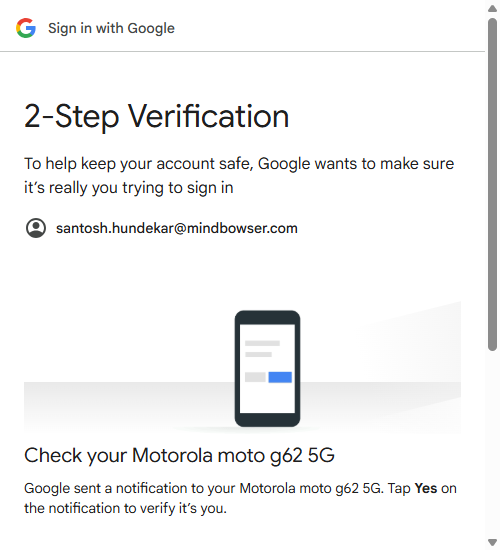 Sign in with Google
2-Step Verification
To help keep your account safe, Google wants to make sure
it’s really you trying to sign in
santosh.hundekar@mindbowser.com
Check your Motorola moto g62 5G
Google sent a notification to your Motorola moto g62 5G. Tap Yes on
the notification to verify it’s you.